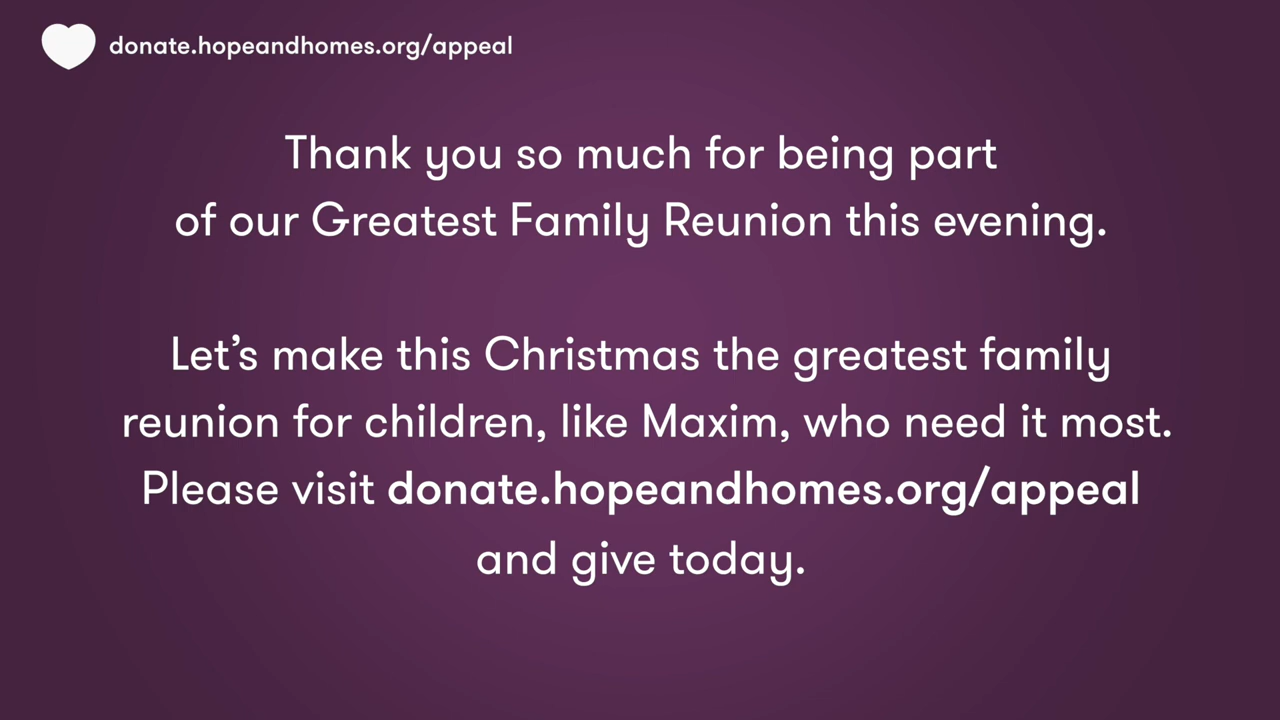 donate.hopeandhomes.org/appeal
Thank you so much for being part
of our Greatest Family Reunion this evening.
Let’s make this Christmas the greatest family
reunion for children, like Maxim, who need it most.
Please visit donate.hopeandhomes.org/appeal
and give today.